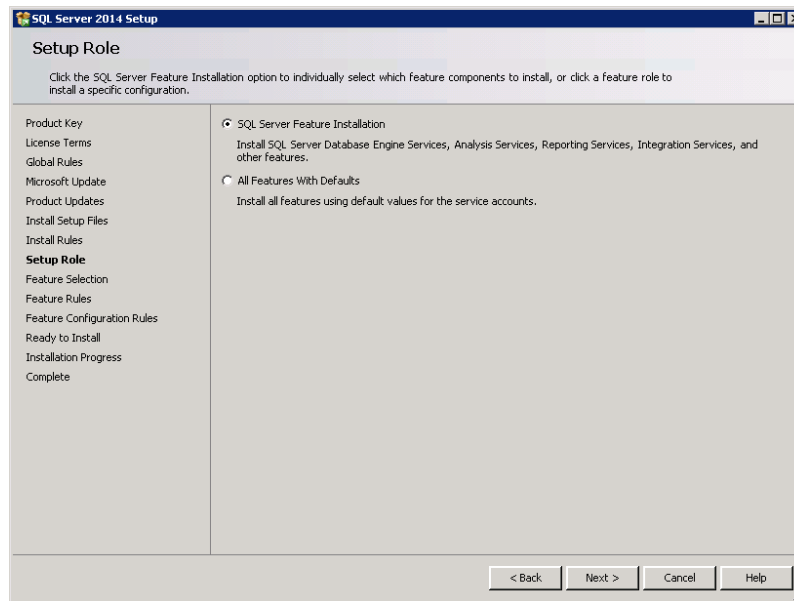 SQL Server 2014 Setup
Setup Role
Click the SQL Server Feature Installation option to individually select which feature components to install, or click a feature role to
install a specific configuration.
Product Key
License Terms
Global Rules
Microsoft Update
Product Updates
Install Setup Files
Install Rules
Setup Role
Feature Selection
Feature Rules
Feature Configuration Rules
Ready to Install
Installation Progress
Complete
SQL Server Feature Installation
Install SQL Server Database Engine Services, Analysis Services, Reporting Services, Integration Services, and
other features.
All Features With Defaults
Install all features using default values for the service accounts.
< Back Next > Cancel Help